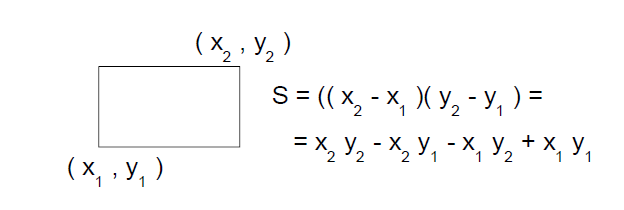 ( x₂ , y₂ )
S = (( x₂ - x₁ )( y₂ - y₁ ) =
= x₂ y₂ - x₂ y₁ - x₁ y₂ + x₁ y₁
( x₁ , y₁ )